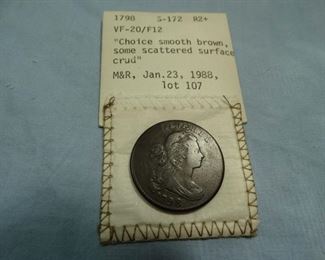 1798 S-172 R2+
VF-20/F12
"Choice smooth brown,
some scattered surface
crud"
M&R, Jan.23, 1988,
lot 107